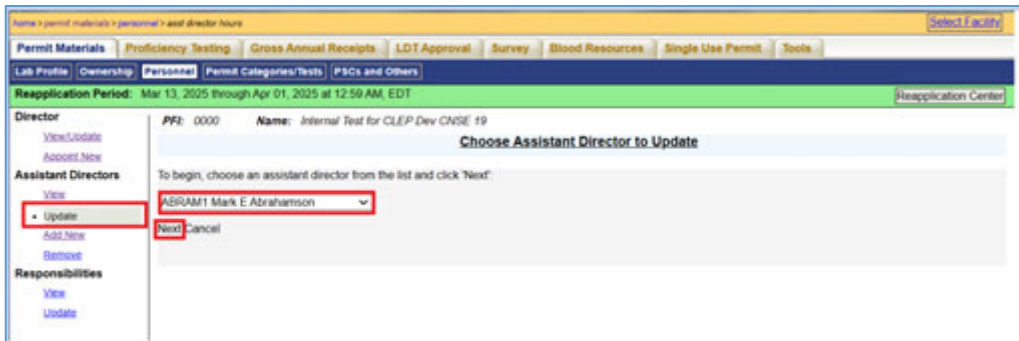 home > permit materials > personnel > asst director hours
Select Facility
Permit Materials Proficiency Testing Gross Annual Receipts LDT Approval Survey Blood Resources Single Use Permit Tools
Lab Profile Ownership Personnel Permit Categories/Tests PSCs and Others
Reapplication Period: Mar 13, 2025 through Apr 01, 2025 at 12:59 AM, EDT
Reapplication Center
Director
View/Update
Appoint New
Assistant Directors
View
• Update
Add New
Remove
Responsibilities
View
Update
PFI: 0000 Name: Internal Test for CLEP Dev CNSE 19
Choose Assistant Director to Update
To begin, choose an assistant director from the list and click 'Next':
ABRAM1 Mark E Abrahamson
Next Cancel